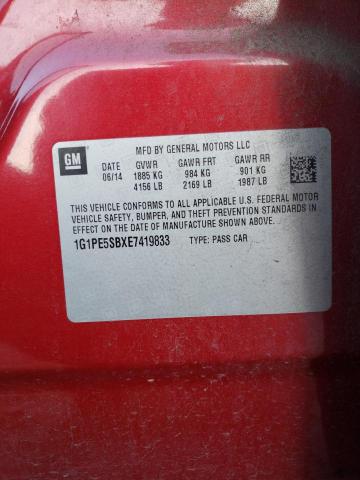 MFD BY GENERAL MOTORS LLC
GM
DATE GVWR GAWR FRT GAWR RR
06/14 1885 KG 984 KG 901 KG
4156 LB 2169 LB 1987 LB
THIS VEHICLE CONFORMS TO ALL APPLICABLE U.S. FEDERAL MOTOR
VEHICLE SAFETY, BUMPER, AND THEFT PREVENTION STANDARDS IN
EFFECT ON THE DATE OF MANUFACTURE SHOWN ABOVE.
1G1PE5SBXE7419833 TYPE: PASS CAR